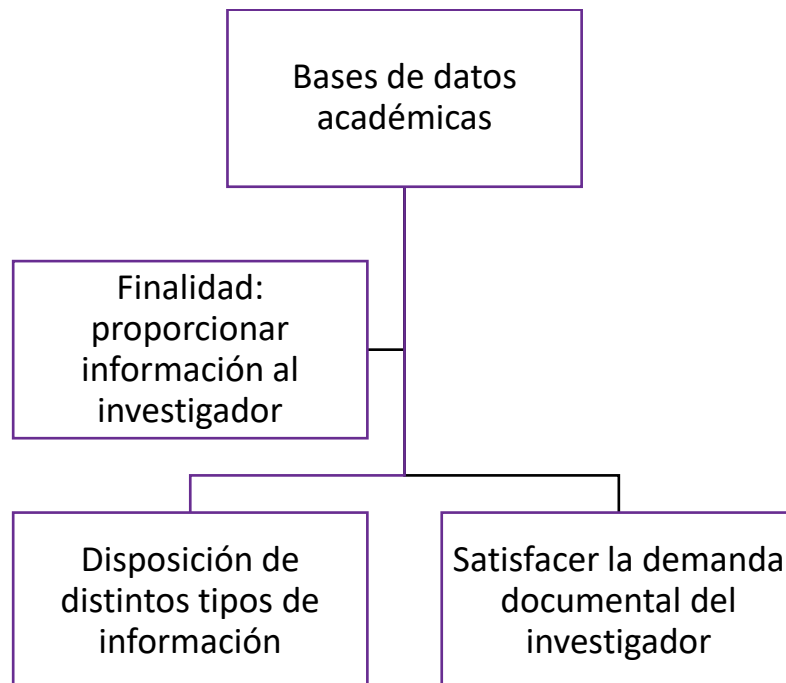 Bases de datos
académicas
Finalidad:
proporcionar
información al
investigador
Disposición de
distintos tipos de
información
Satisfacer la demanda
documental del
investigador